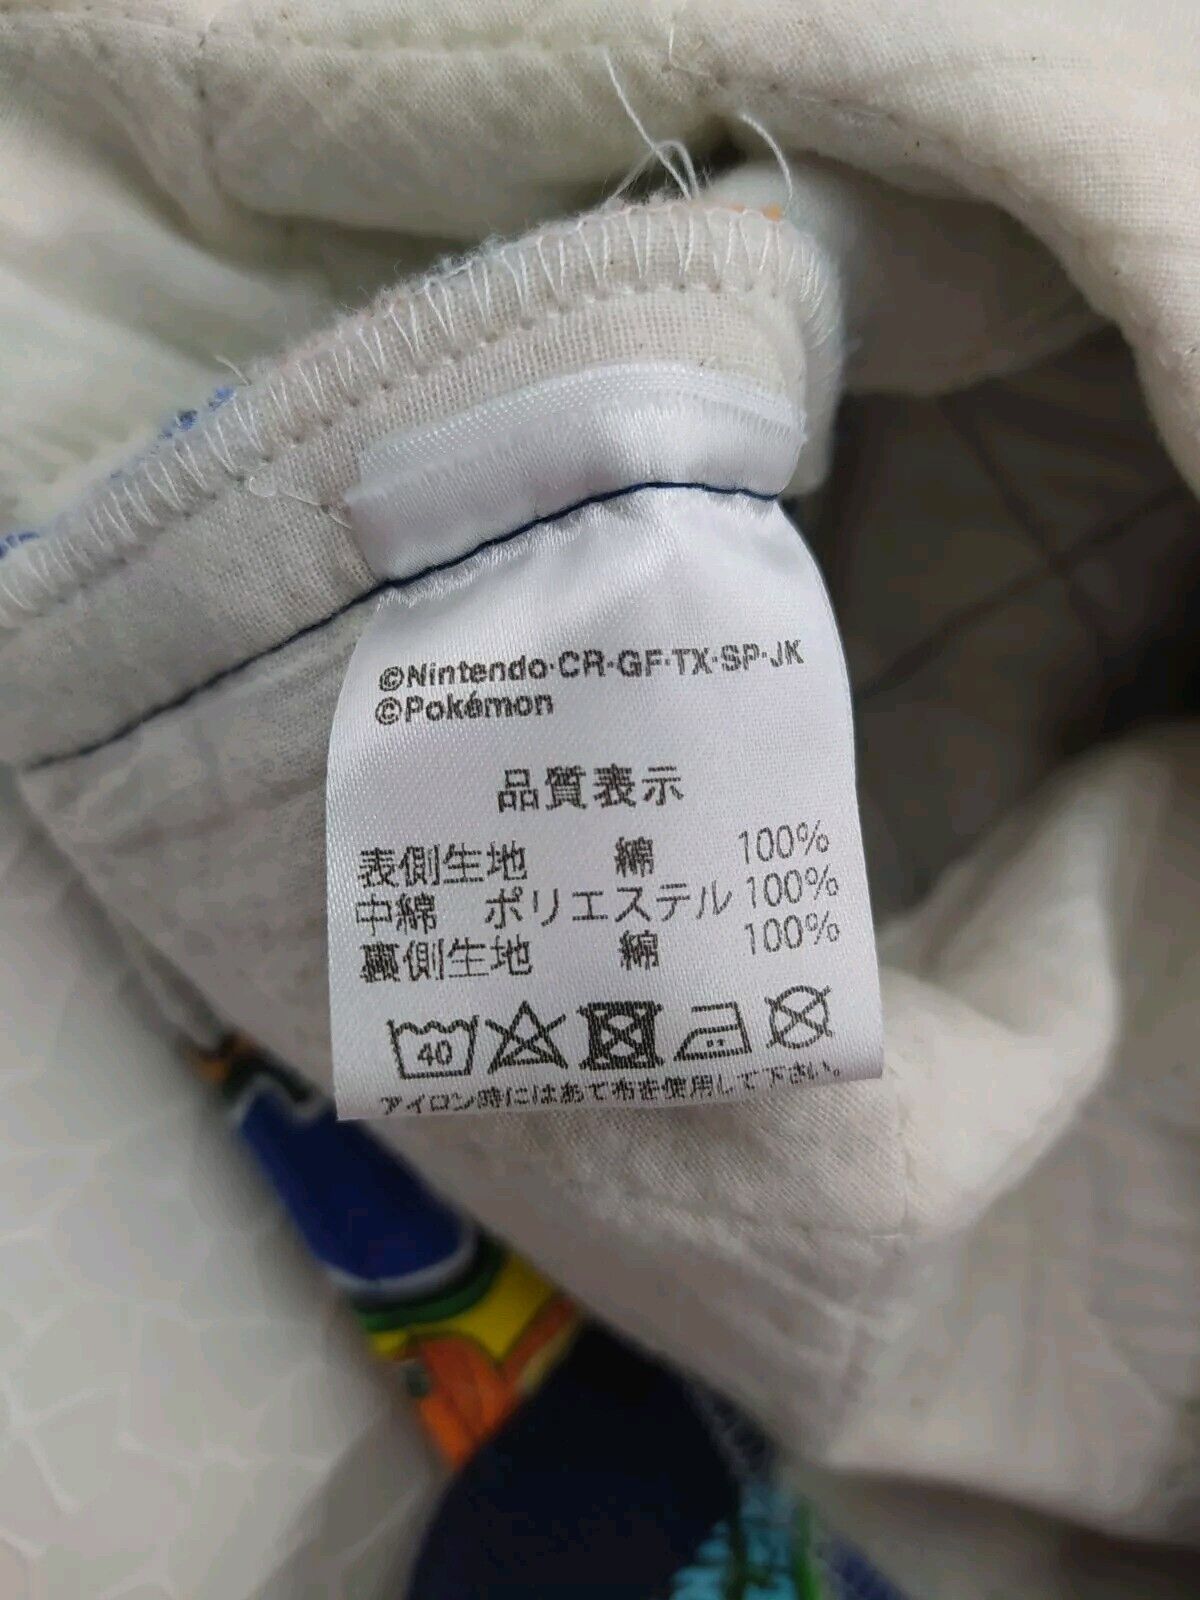 ©Nintendo·CR·GF·TX·SP·JK
©Pokémon
品質表示
表側生地 綿 100%
中綿 ポリエステル 100%
裏側生地 綿 100%
40
アイロン時にはあて布を使用して下さい。